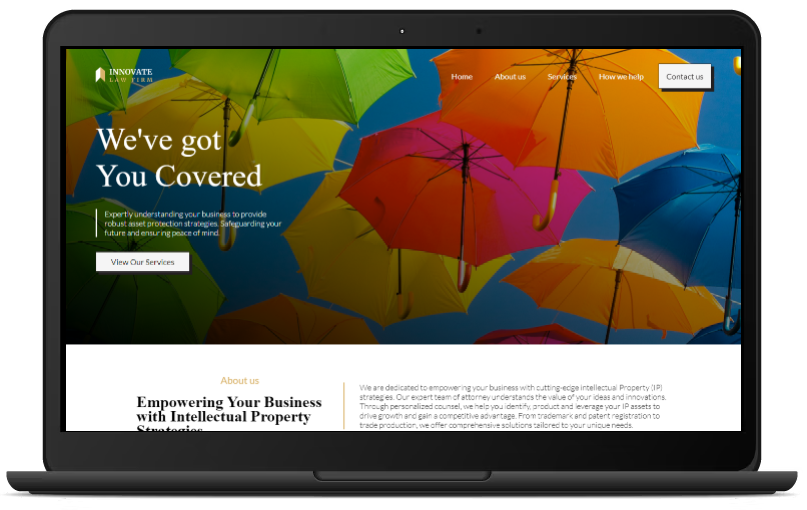 INNOVATE
LAW FIRM
Home About us Services How we help Contact us
We've got
You Covered
Expertly understanding your business to provide
robust asset protection strategies. Safeguarding your
future and ensuring peace of mind.
View Our Services
About us
Empowering Your Business
with Intellectual Property
Strategies
We are dedicated to empowering your business with cutting-edge Intellectual Property (IP)
strategies. Our expert team of attorney understands the value of your ideas and innovations.
Through personalized counsel, we help you identify, product and leverage your IP assets to
drive growth and gain a competitive advantage. From trademark and patent registration to
trade production, we offer comprehensive solutions tailored to your unique needs.